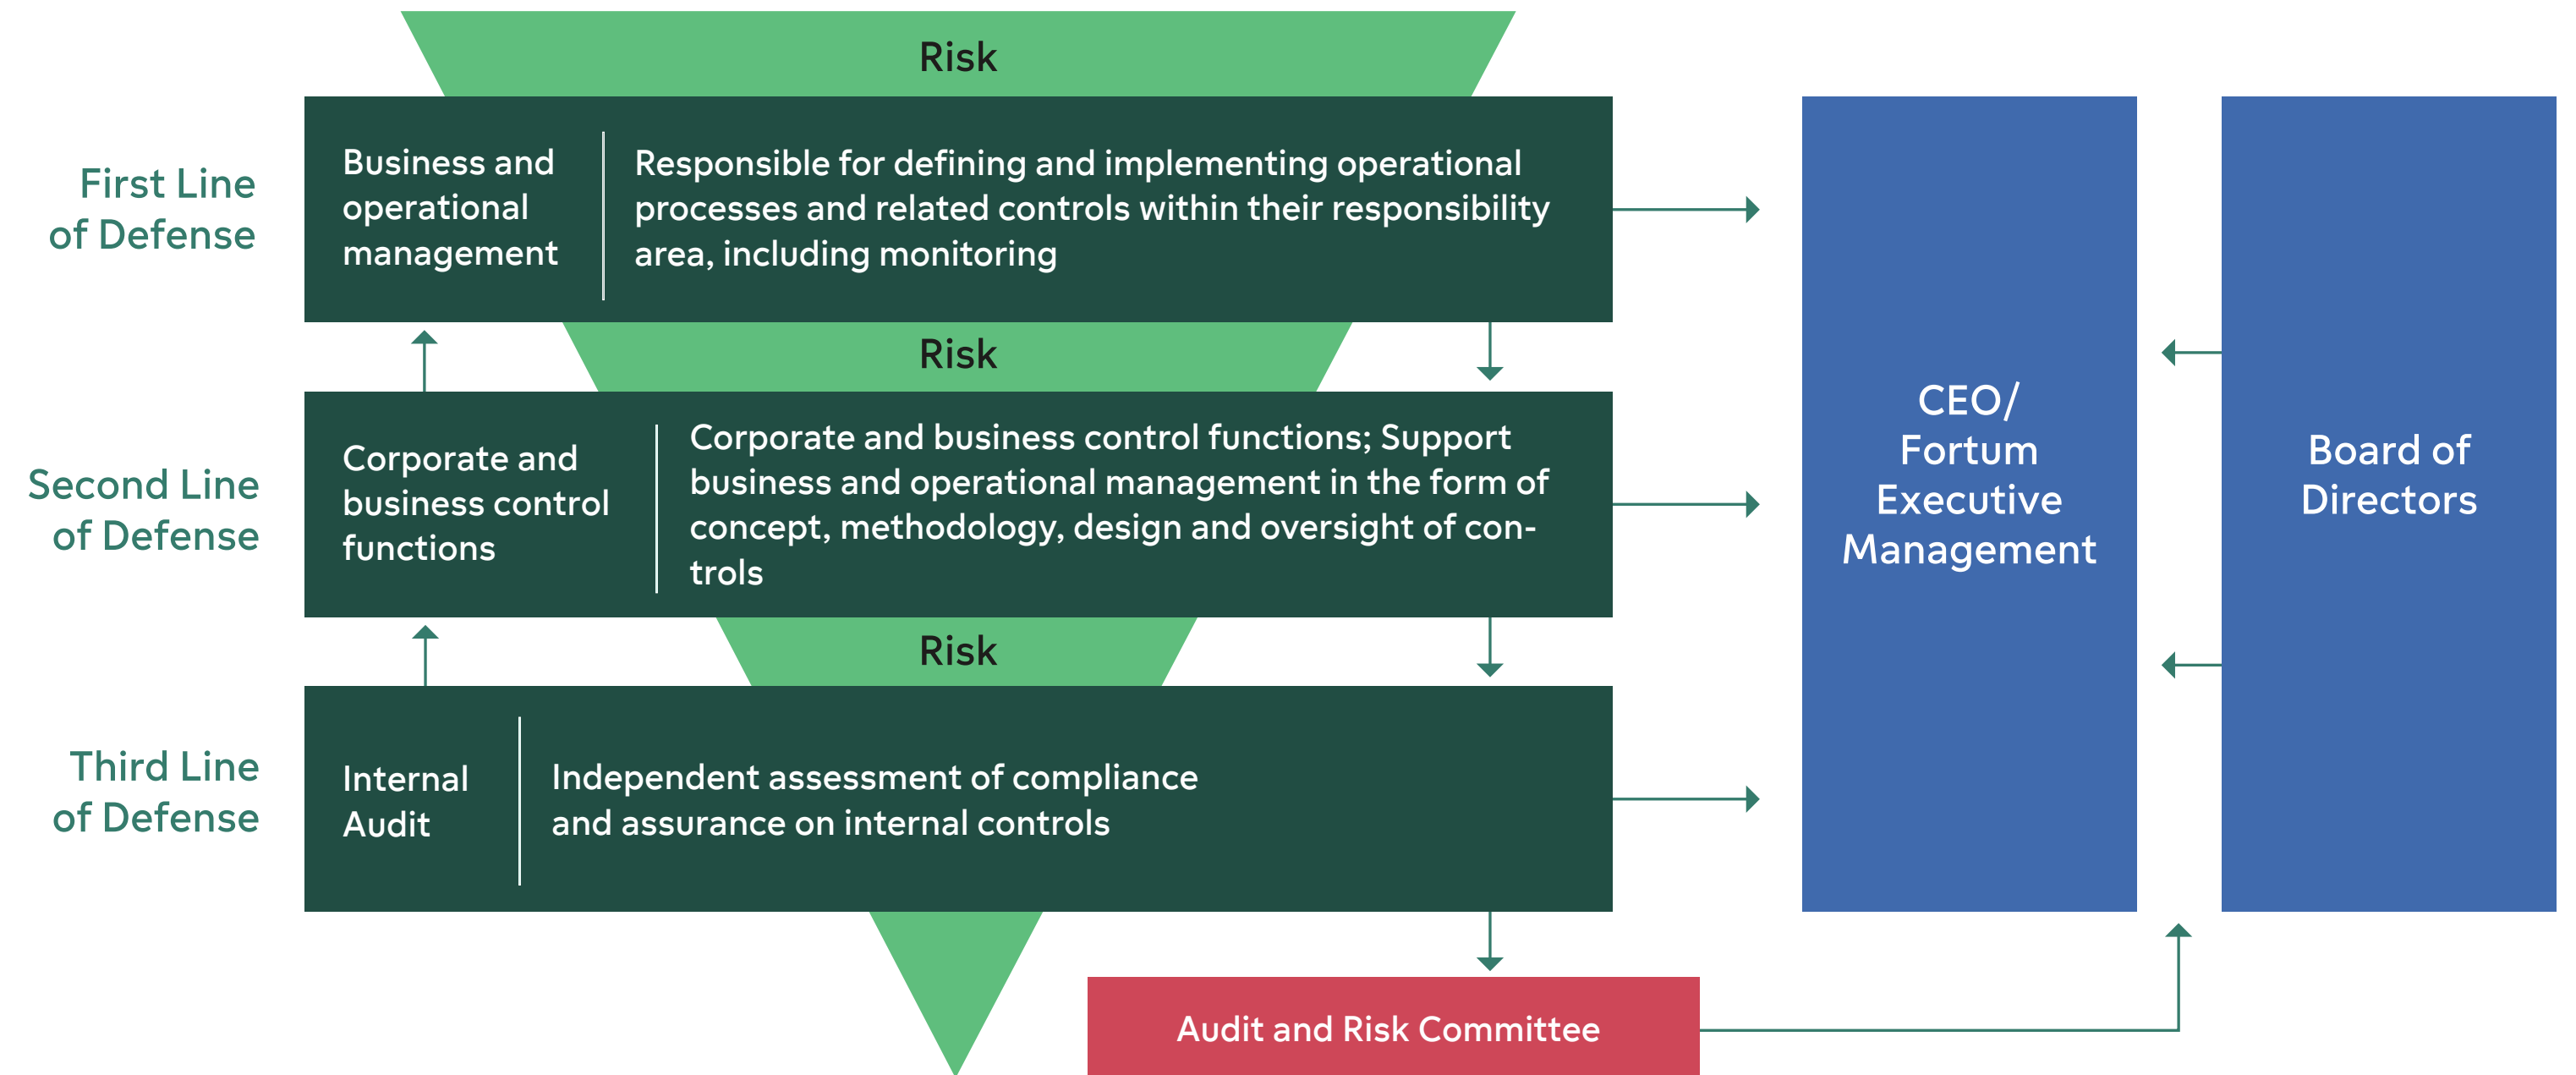 Risk
First Line
of Defense
Business and
operational
management
Responsible for defining and implementing operational
processes and related controls within their responsibility
area, including monitoring
Risk
Second Line
of Defense
Corporate and
business control
functions
Corporate and business control functions; Support
business and operational management in the form of
concept, methodology, design and oversight of con-
trols
Risk
Third Line
of Defense
Internal
Audit
Independent assessment of compliance
and assurance on internal controls
Audit and Risk Committee
CEO/
Fortum
Executive
Management
Board of
Directors